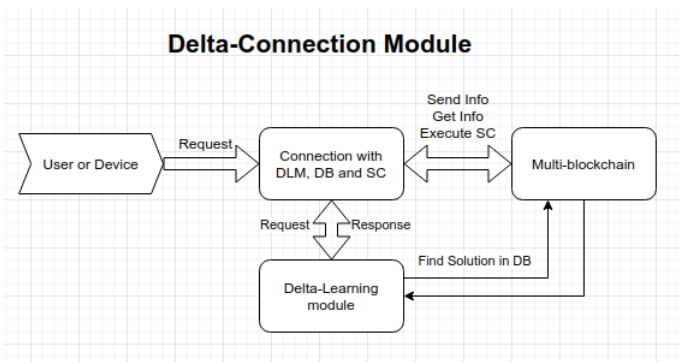 Delta-Connection Module
Send Info
Get Info
Execute SC
Request
User or Device
Connection with
DLM, DB and SC
Multi-blockchain
Request
Response
Find Solution in DB
Delta-Learning
module